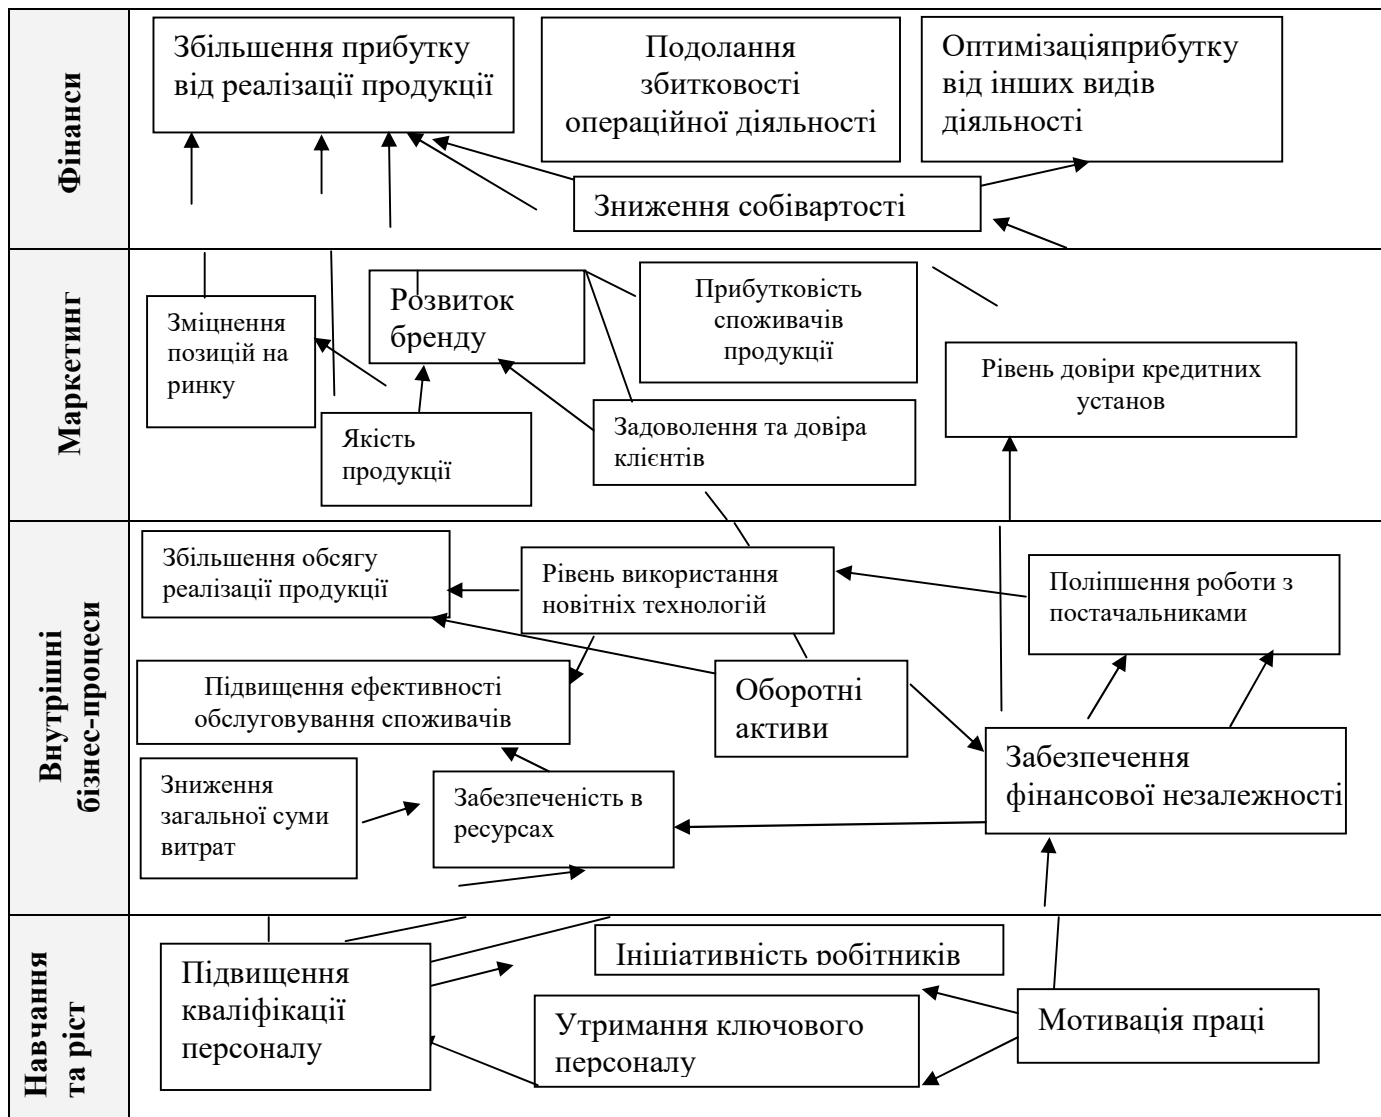 Фінанси
Збільшення прибутку
від реалізації продукції
Подолання
збитковості
операційної діяльності
Оптимізаціяприбутку
від інших видів
діяльності
Зниження собівартості
Маркетинг
Зміцнення
позицій на
ринку
Розвиток
бренду
Прибутковість
споживачів
продукції
Рівень довіри кредитних
установ
Якість
продукції
Задоволення та довіра
клієнтів
Внутрішні
бізнес-процеси
Збільшення обсягу
реалізації продукції
Рівень використання
новітніх технологій
Поліпшення роботи з
постачальниками
Підвищення ефективності
обслуговування споживачів
Оборотні
активи
Забезпечення
фінансової незалежності
Зниження
загальної суми
витрат
Забезпеченість в
ресурсах
Навчання
та ріст
Підвищення
кваліфікації
персоналу
Ініціативність робітників
Утримання ключового
персоналу
Мотивація праці